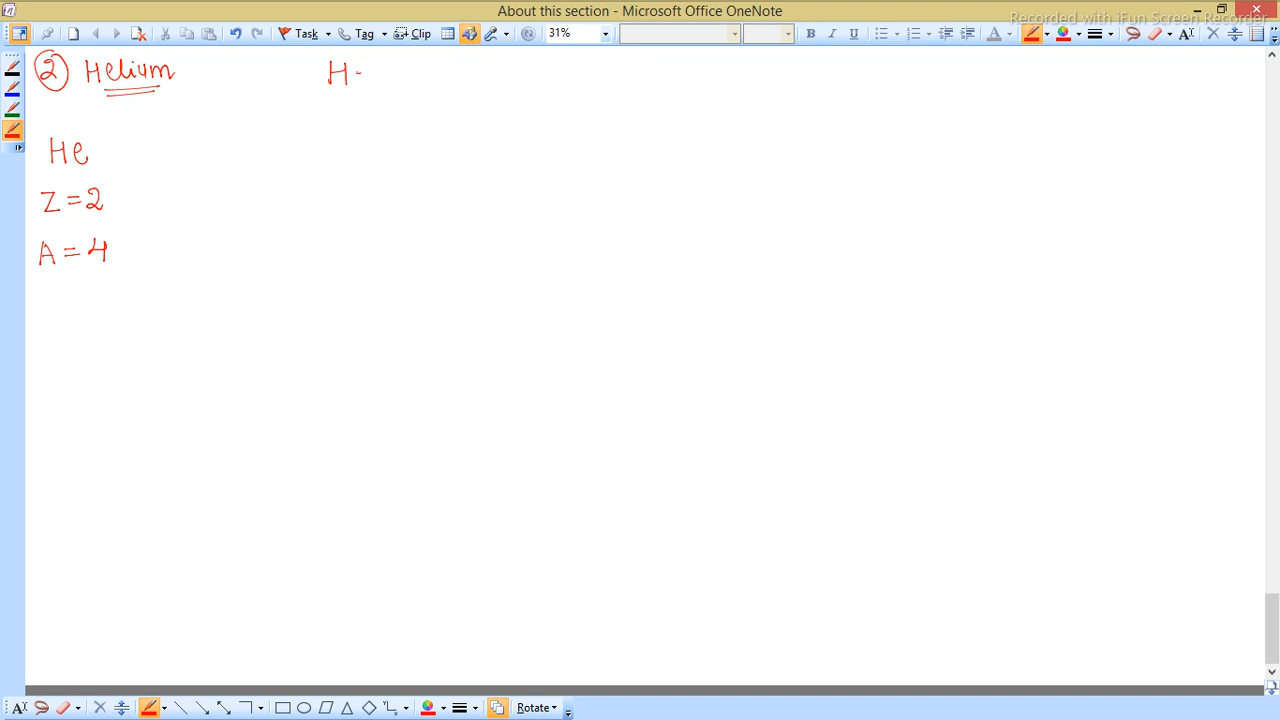 About this section - Microsoft Office OneNote
Recorded with iFun Screen Recorder
Task Tag Clip 31% B I U A
② Helium H -
He
Z = 2
A = 4
Rotate